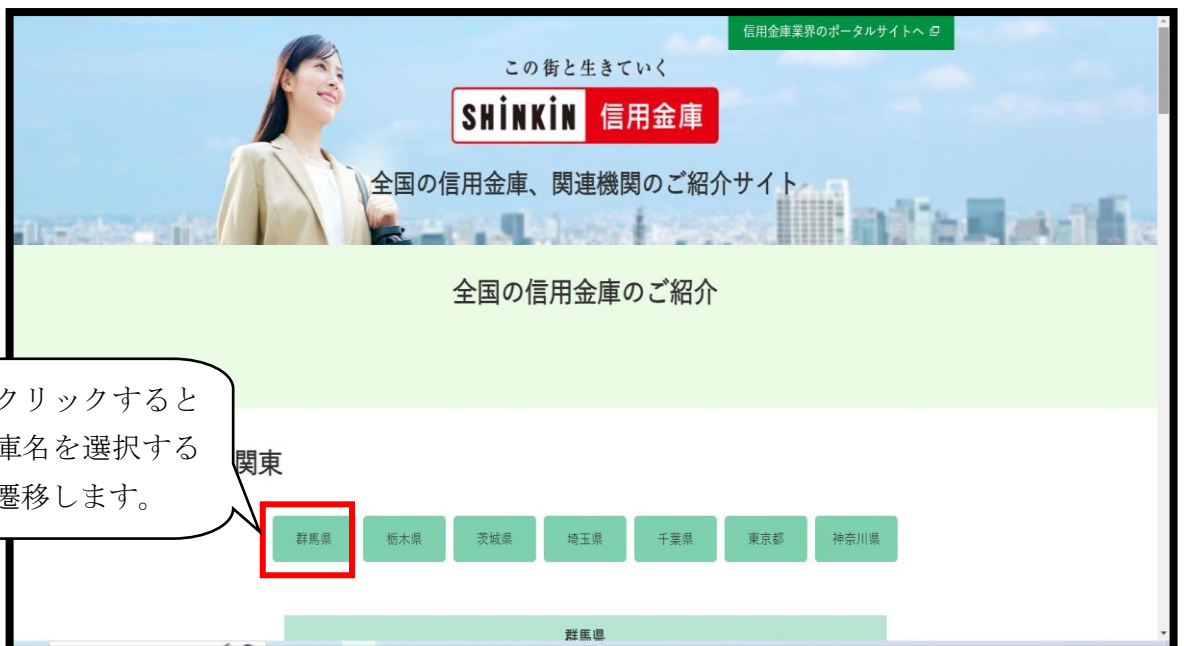 信用金庫業界のポータルサイトへ
この街と生きていく
SHINKIN 信用金庫
全国の信用金庫、関連機関のご紹介サイト
全国の信用金庫のご紹介
クリックすると
庫名を選択する
遷移します。
関東
群馬県 栃木県 茨城県 埼玉県 千葉県 東京都 神奈川県
群馬県